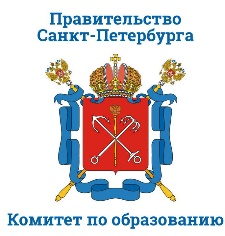 Правительство
Санкт-Петербурга
Комитет по образованию